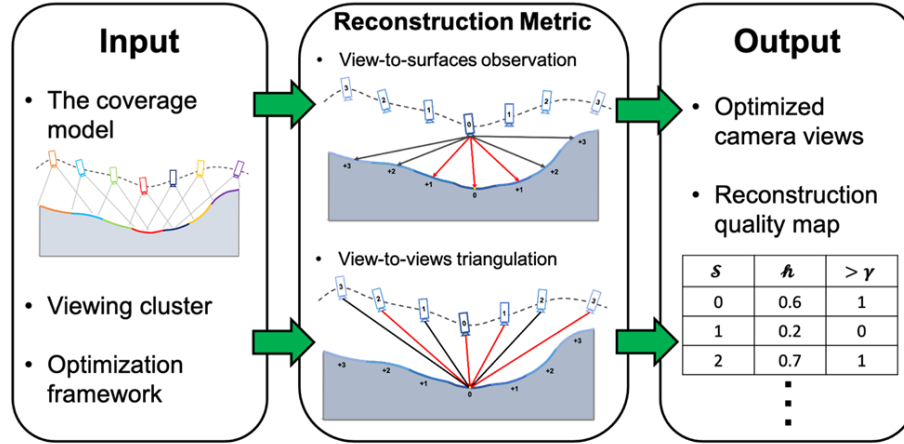 Input
• The coverage
model
• Viewing cluster
• Optimization
framework
Reconstruction Metric
• View-to-surfaces observation
3 2 1 0 1 2 3
+3 +2 +1 0 +1 +2 +3
• View-to-views triangulation
3 2 1 0 1 2 3
+3 +2 +1 0 +1 +2 +3
Output
• Optimized
camera views
• Reconstruction
quality map
𝒮 𝒽 > γ
0 0.6 1
1 0.2 0
2 0.7 1